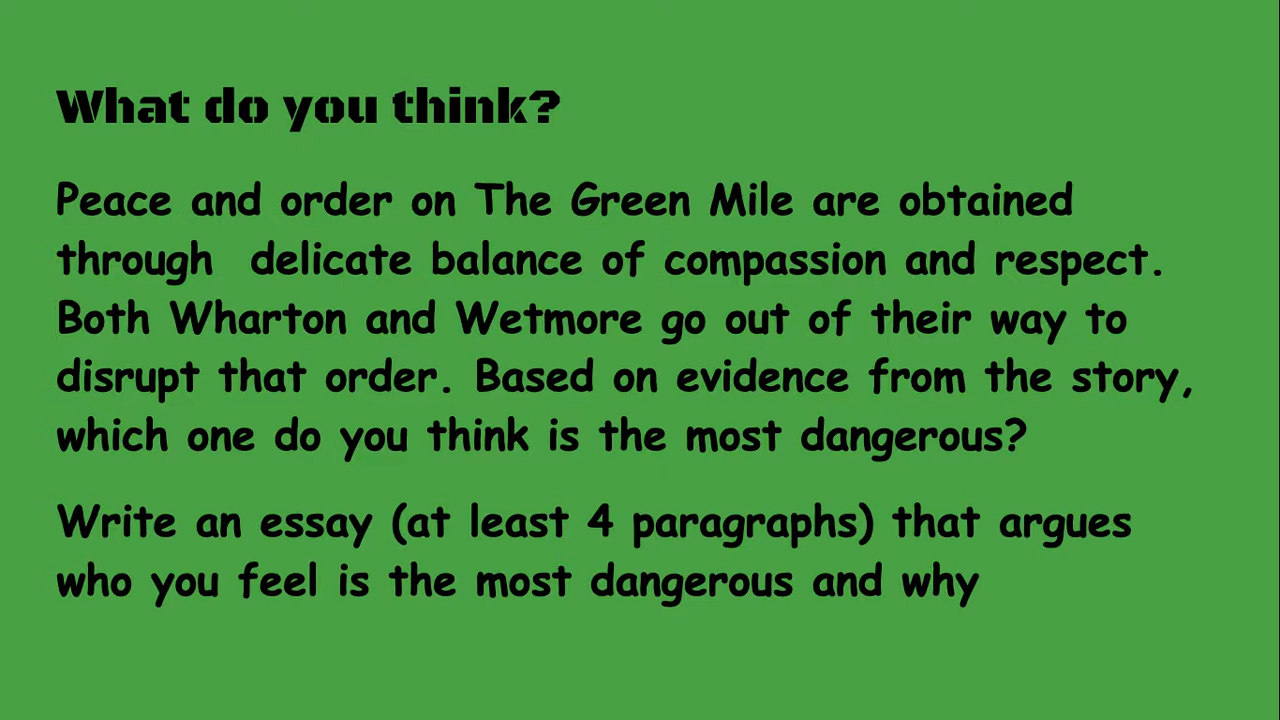 What do you think?
Peace and order on The Green Mile are obtained
through  delicate balance of compassion and respect.
Both Wharton and Wetmore go out of their way to
disrupt that order. Based on evidence from the story,
which one do you think is the most dangerous?
Write an essay (at least 4 paragraphs) that argues
who you feel is the most dangerous and why